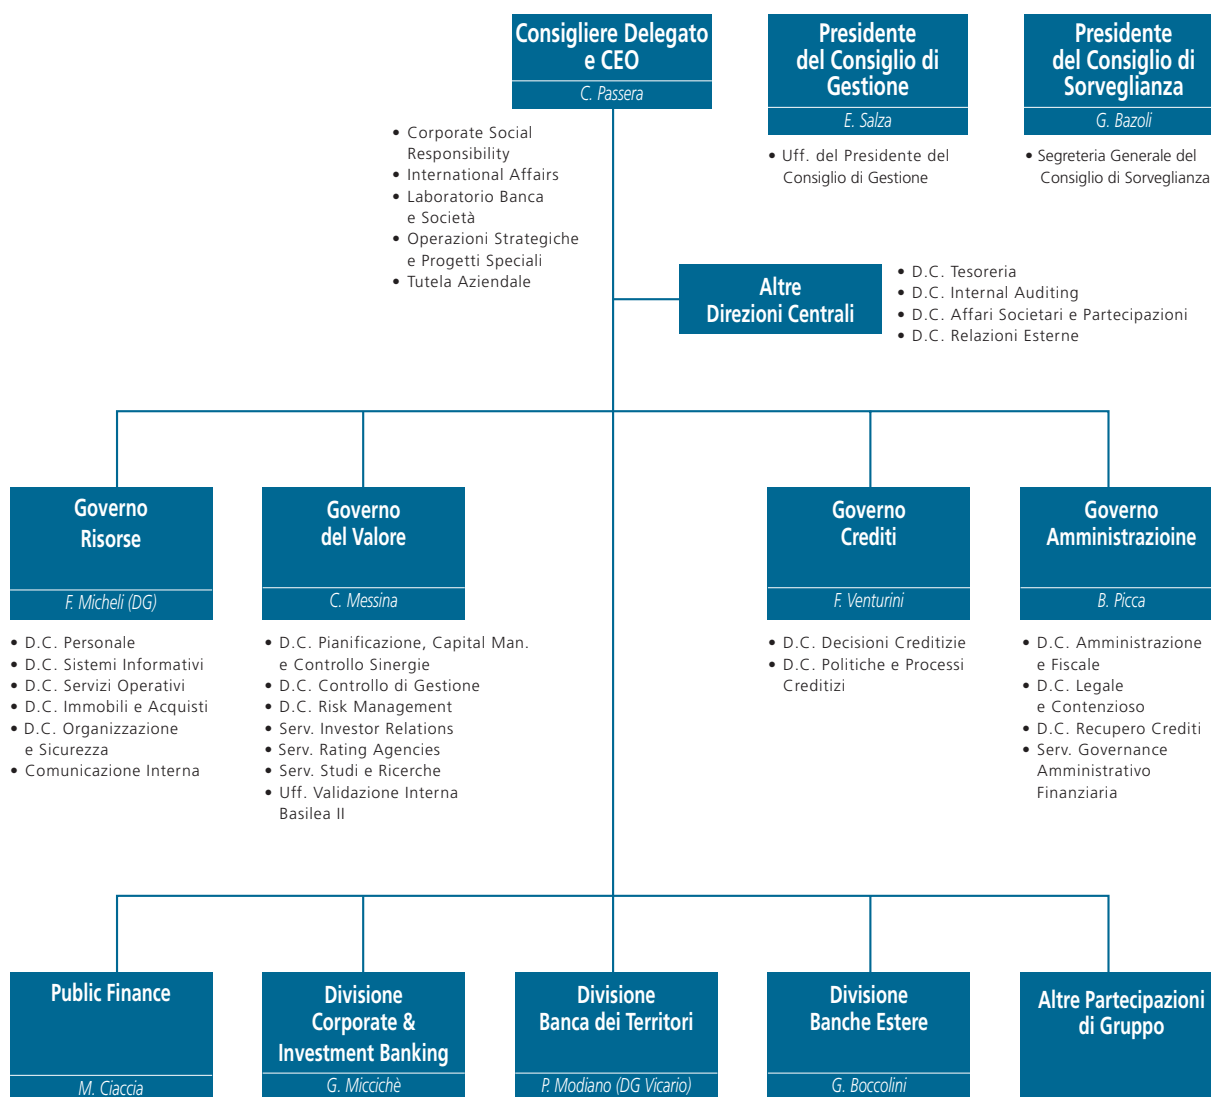 Consigliere Delegato
e CEO
C. Passera
• Corporate Social
Responsibility
• International Affairs
• Laboratorio Banca
e Società
• Operazioni Strategiche
e Progetti Speciali
• Tutela Aziendale
Presidente
del Consiglio di
Gestione
E. Salza
• Uff. del Presidente del
Consiglio di Gestione
Presidente
del Consiglio di
Sorveglianza
G. Bazoli
• Segreteria Generale del
Consiglio di Sorveglianza
Altre
Direzioni Centrali
• D.C. Tesoreria
• D.C. Internal Auditing
• D.C. Affari Societari e Partecipazioni
• D.C. Relazioni Esterne
Governo
Risorse
F. Micheli (DG)
• D.C. Personale
• D.C. Sistemi Informativi
• D.C. Servizi Operativi
• D.C. Immobili e Acquisti
• D.C. Organizzazione
e Sicurezza
• Comunicazione Interna
Governo
del Valore
C. Messina
• D.C. Pianificazione, Capital Man.
e Controllo Sinergie
• D.C. Controllo di Gestione
• D.C. Risk Management
• Serv. Investor Relations
• Serv. Rating Agencies
• Serv. Studi e Ricerche
• Uff. Validazione Interna
Basilea II
Governo
Crediti
F. Venturini
• D.C. Decisioni Creditizie
• D.C. Politiche e Processi
Creditizi
Governo
Amministrazioine
B. Picca
• D.C. Amministrazione
e Fiscale
• D.C. Legale
e Contenzioso
• D.C. Recupero Crediti
• Serv. Governance
Amministrativo
Finanziaria
Public Finance
M. Ciaccia
Divisione
Corporate &
Investment Banking
G. Miccichè
Divisione
Banca dei Territori
P. Modiano (DG Vicario)
Divisione
Banche Estere
G. Boccolini
Altre Partecipazioni
di Gruppo